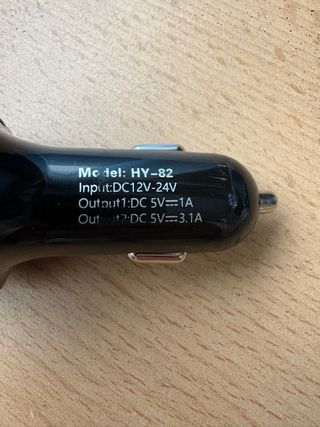 Model: HY-82
Input:DC12V-24V
Output1:DC 5V⎓1A
Output2:DC 5V⎓3.1A